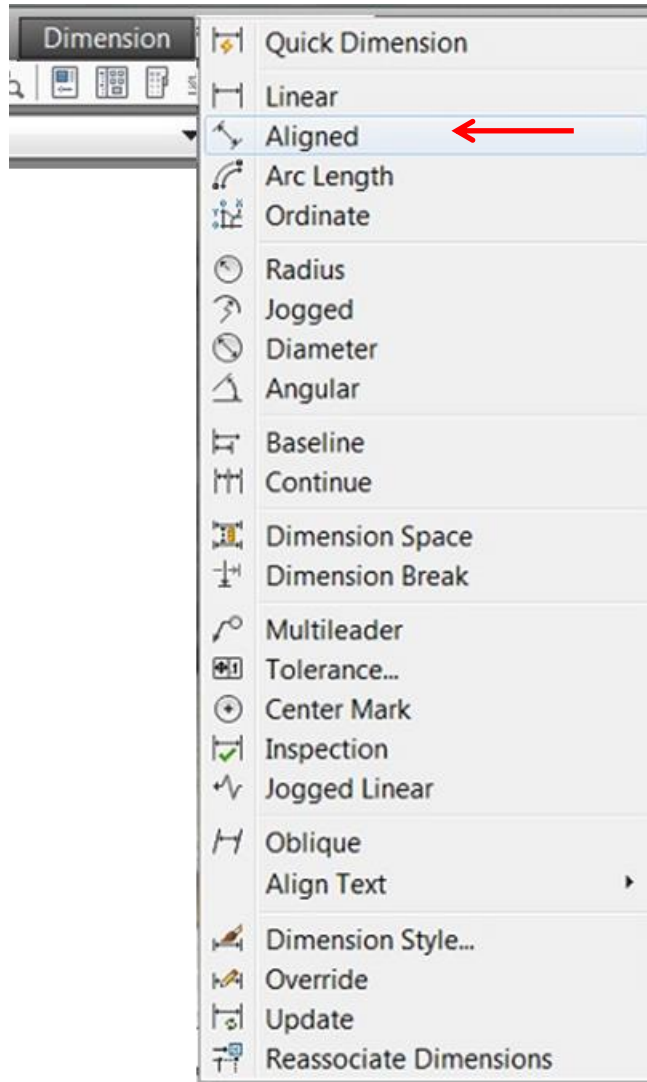 Dimension
Quick Dimension
Linear
Aligned
Arc Length
Ordinate
Radius
Jogged
Diameter
Angular
Baseline
Continue
Dimension Space
Dimension Break
Multileader
Tolerance...
Center Mark
Inspection
Jogged Linear
Oblique
Align Text
Dimension Style...
Override
Update
Reassociate Dimensions